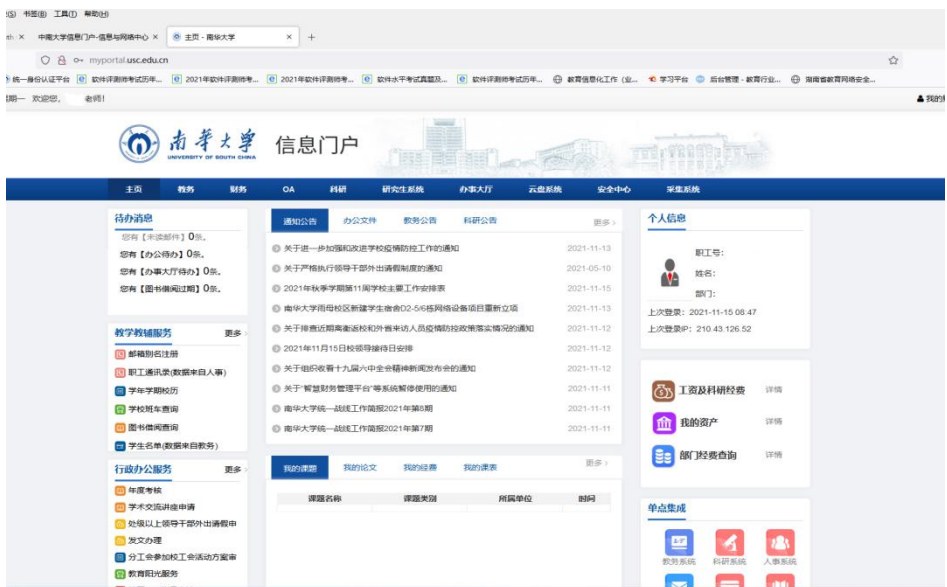 书签(B) 工具(T) 帮助(H)
中南大学信息门户-信息与网络中心 × 主页 - 南华大学 × +
myportal.usc.edu.cn
统一身份认证平台 软件评测师考试历年... 2021年软件评测师考... 2021年软件评测师考... 软件水平考试真题及... 软件评测师考试历年... 教育信息化工作 (业... 学习平台 后台管理 - 教育行业... 湖南省教育网络安全...
期一 欢迎您, 老师!
南华大学 信息门户
UNIVERSITY OF SOUTH CHINA
主页 教务 财务 OA 科研 研究生系统 办事大厅 云盘系统 安全中心 采集系统
待办消息
您有【未读邮件】0条。
您有【办公待办】0条。
您有【办事大厅待办】0条。
您有【图书借阅过期】0条。
教学教辅服务 更多
邮箱别名注册
职工通讯录(数据来自人事)
学年学期校历
学校班车查询
图书借阅查询
学生名单(数据来自教务)
行政办公服务 更多
年度考核
学术交流讲座申请
处级以上领导干部外出请假申
发文办理
分工会参加校工会活动方案审
教育阳光服务
通知公告 办公文件 教务公告 科研公告 更多
关于进一步加强和改进学校疫情防控工作的通知 2021-11-13
关于严格执行领导干部外出请假制度的通知 2021-05-10
2021年秋季学期第11周学校主要工作安排表 2021-11-15
南华大学雨母校区新建学生宿舍D2-5/6栋网络设备项目重新立项 2021-11-13
关于排查近期离衡返校和外省来访人员疫情防控政策落实情况的通知 2021-11-12
2021年11月15日校领导接待日安排 2021-11-12
关于组织收看十九届六中全会精神新闻发布会的通知 2021-11-12
关于“智慧财务管理平台”等系统暂停使用的通知 2021-11-11
南华大学统一战线工作简报2021年第8期 2021-11-11
南华大学统一战线工作简报2021年第7期 2021-11-11
我的课题 我的论文 我的经费 我的课表 更多
课题名称 课题类别 所属单位 时间
个人信息
职工号:
姓名:
部门:
上次登录: 2021-11-15 08:47
上次登录IP: 210.43.126.52
工资及科研经费 详情
我的资产 详情
部门经费查询 详情
单点集成
教务系统 科研系统 人事系统